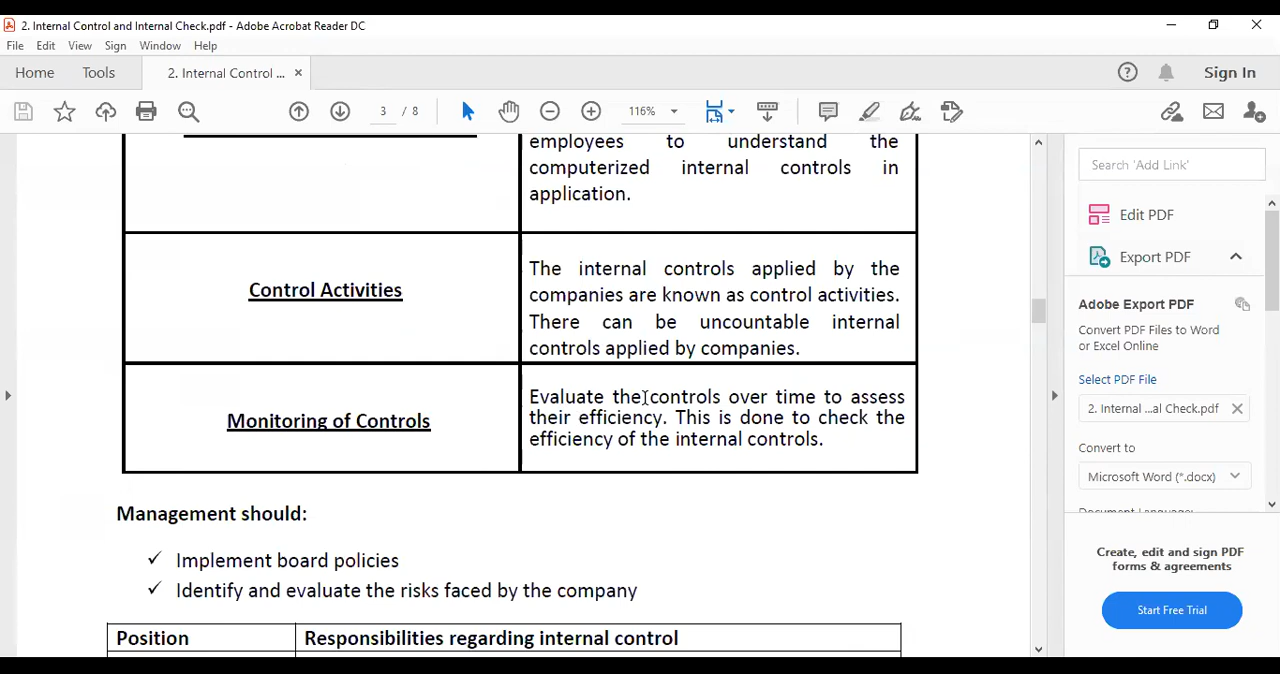 2. Internal Control and Internal Check.pdf - Adobe Acrobat Reader DC
File Edit View Sign Window Help
Home Tools 2. Internal Control ... × Sign In
3 / 8 116%
employees to understand the
computerized internal controls in
application.
Control Activities
The internal controls applied by the
companies are known as control activities.
There can be uncountable internal
controls applied by companies.
Monitoring of Controls
Evaluate the controls over time to assess
their efficiency. This is done to check the
efficiency of the internal controls.
Management should:
✓ Implement board policies
✓ Identify and evaluate the risks faced by the company
Position Responsibilities regarding internal control
Search 'Add Link'
Edit PDF
Export PDF
Adobe Export PDF
Convert PDF Files to Word
or Excel Online
Select PDF File
2. Internal ...al Check.pdf ×
Convert to
Microsoft Word (*.docx)
Document Language:
Create, edit and sign PDF
forms & agreements
Start Free Trial